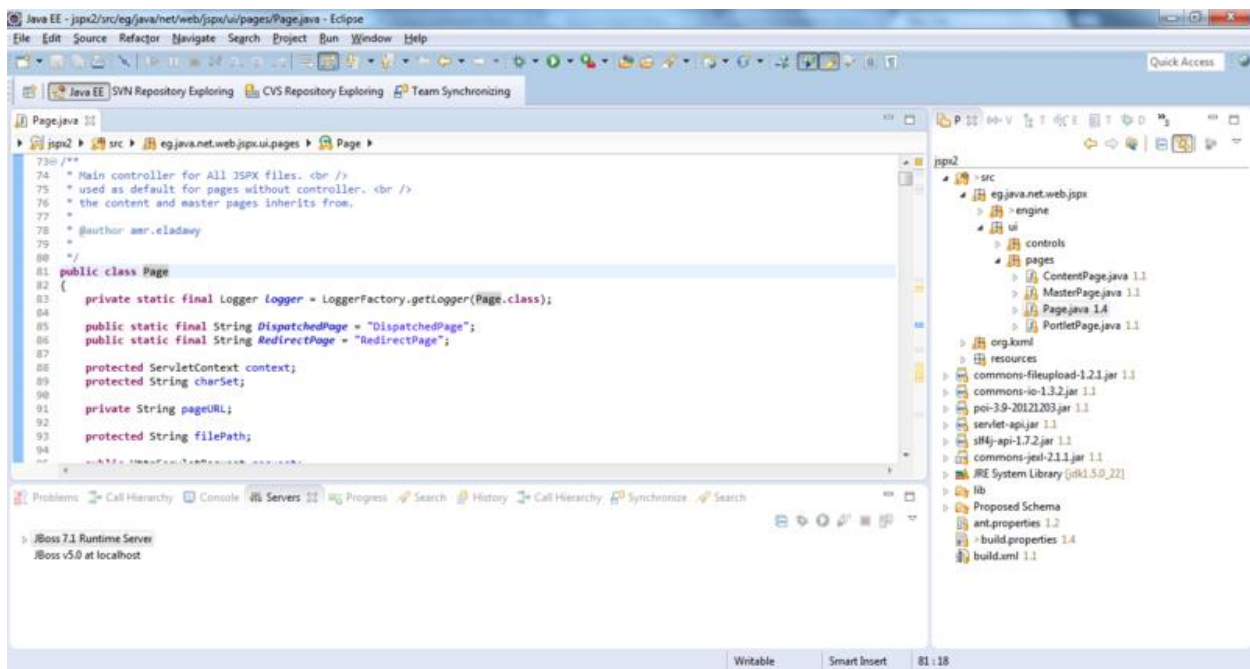 Java EE - jspx2/src/eg/java/net/web/jspx/ui/pages/Page.java - Eclipse
File Edit Source Refactor Navigate Search Project Run Window Help
Quick Access
Java EE SVN Repository Exploring CVS Repository Exploring Team Synchronizing
Page.java
jspx2 src eg.java.net.web.jspx.ui.pages Page
73 /**
74 * Main controller for All JSPX files. <br />
75 * used as default for pages without controller. <br />
76 * the content and master pages inherits from.
77 *
78 * @author amr.eladawy
79 *
80 */
81 public class Page
82 {
83 private static final Logger logger = LoggerFactory.getLogger(Page.class);
84
85 public static final String DispatchedPage = "DispatchedPage";
86 public static final String RedirectPage = "RedirectPage";
87
88 protected ServletContext context;
89 protected String charSet;
90
91 private String pageURL;
92
93 protected String filePath;
94
P V T E T D
jspx2
> src
eg.java.net.web.jspx
> engine
ui
controls
pages
ContentPage.java 1.1
MasterPage.java 1.1
Page.java 1.4
PortletPage.java 1.1
org.kxml
resources
commons-fileupload-1.2.1.jar 1.1
commons-io-1.3.2.jar 1.1
poi-3.9-20121203.jar 1.1
servlet-api.jar 1.1
slf4j-api-1.7.2.jar 1.1
commons-jexl-2.1.1.jar 1.1
JRE System Library [jdk1.5.0_22]
lib
Proposed Schema
ant.properties 1.2
> build.properties 1.4
build.xml 1.1
Problems Call Hierarchy Console Servers Progress Search History Call Hierarchy Synchronize Search
JBoss 7.1 Runtime Server
JBoss v5.0 at localhost
Writable Smart Insert 81 : 18